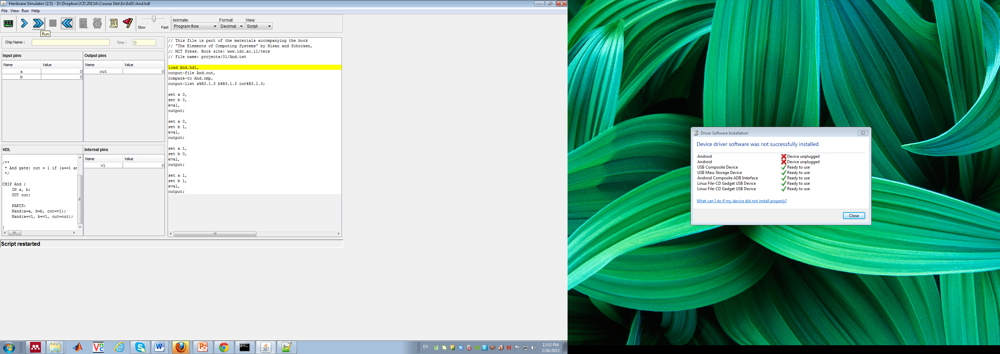 Hardware Simulator (2.5) - D:\Dropbox\JCE\2013A\Course Site\Ex\Ex01\And.hdl
File View Run Help
Slow Fast
Animate:
Program flow
Format:
Decimal
View:
Script
Run
Chip Name :
Time : 0
Input pins
Name Value
a 0
b 0
Output pins
Name Value
out 0
HDL
/**
* And gate: out = 1 if {a==1 an
*/
CHIP And {
IN a, b;
OUT out;
PARTS:
Nand(a=a, b=b, out=v1);
Nand(a=v1, b=v1, out=out);
}
Internal pins
Name Value
v1 0
// This file is part of the materials accompanying the book
// "The Elements of Computing Systems" by Nisan and Schocken,
// MIT Press. Book site: www.idc.ac.il/tecs
// File name: projects/01/And.tst
load And.hdl,
output-file And.out,
compare-to And.cmp,
output-list a%B3.1.3 b%B3.1.3 out%B3.1.3;
set a 0,
set b 0,
eval,
output;
set a 0,
set b 1,
eval,
output;
set a 1,
set b 0,
eval,
output;
set a 1,
set b 1,
eval,
output;
Script restarted
Driver Software Installation
Device driver software was not successfully installed
Android Device unplugged
Android Device unplugged
USB Composite Device Ready to use
USB Mass Storage Device Ready to use
Android Composite ADB Interface Ready to use
Linux File-CD Gadget USB Device Ready to use
Linux File-CD Gadget USB Device Ready to use
What can I do if my device did not install properly?
Close
EN
12:52 PM
2/26/2013